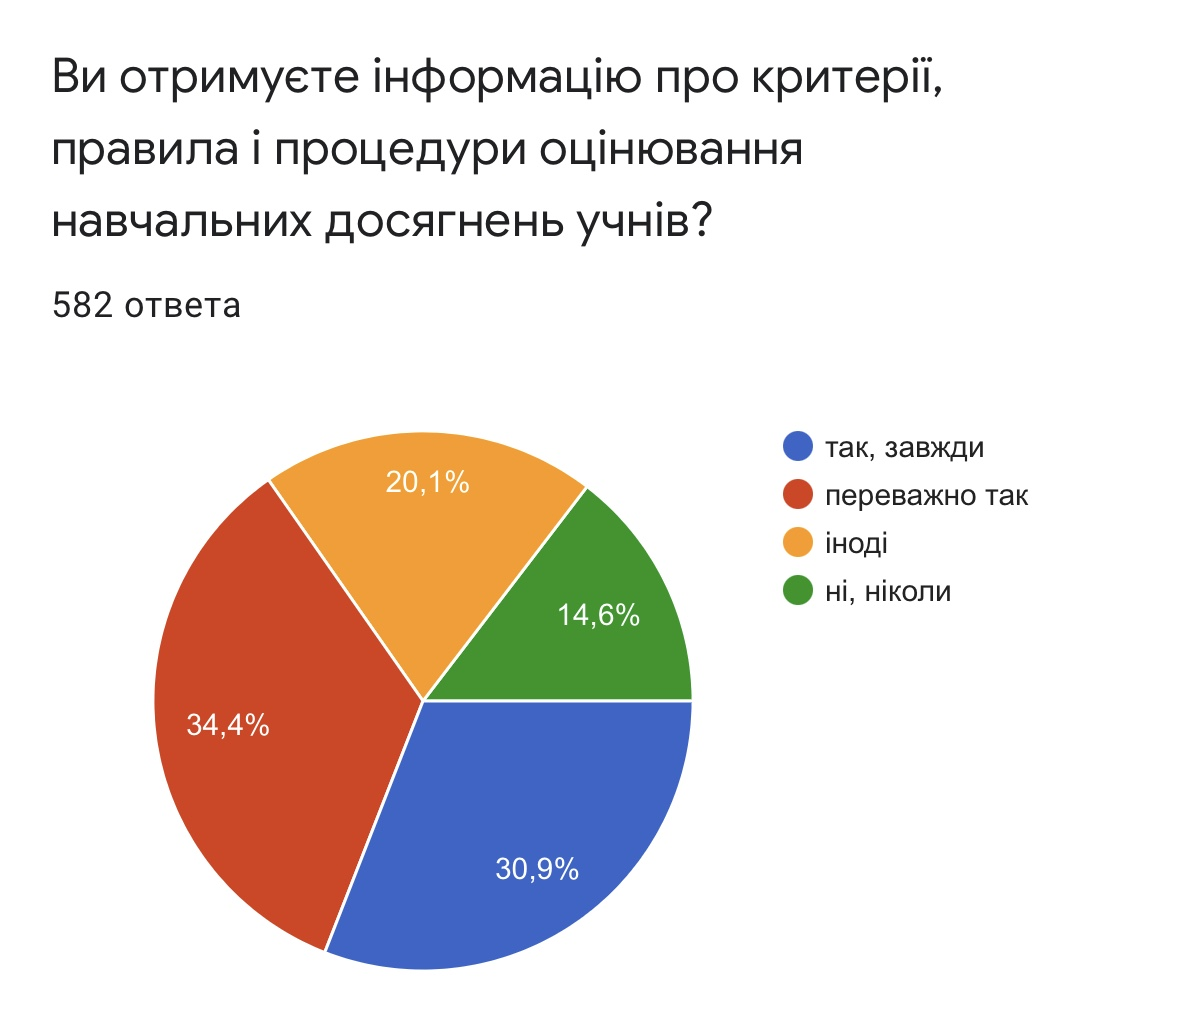 Ви отримуєте інформацію про критерії,
правила і процедури оцінювання
навчальних досягнень учнів?
582 ответа
так, завжди
переважно так
іноді
ні, ніколи
20,1%
14,6%
34,4%
30,9%